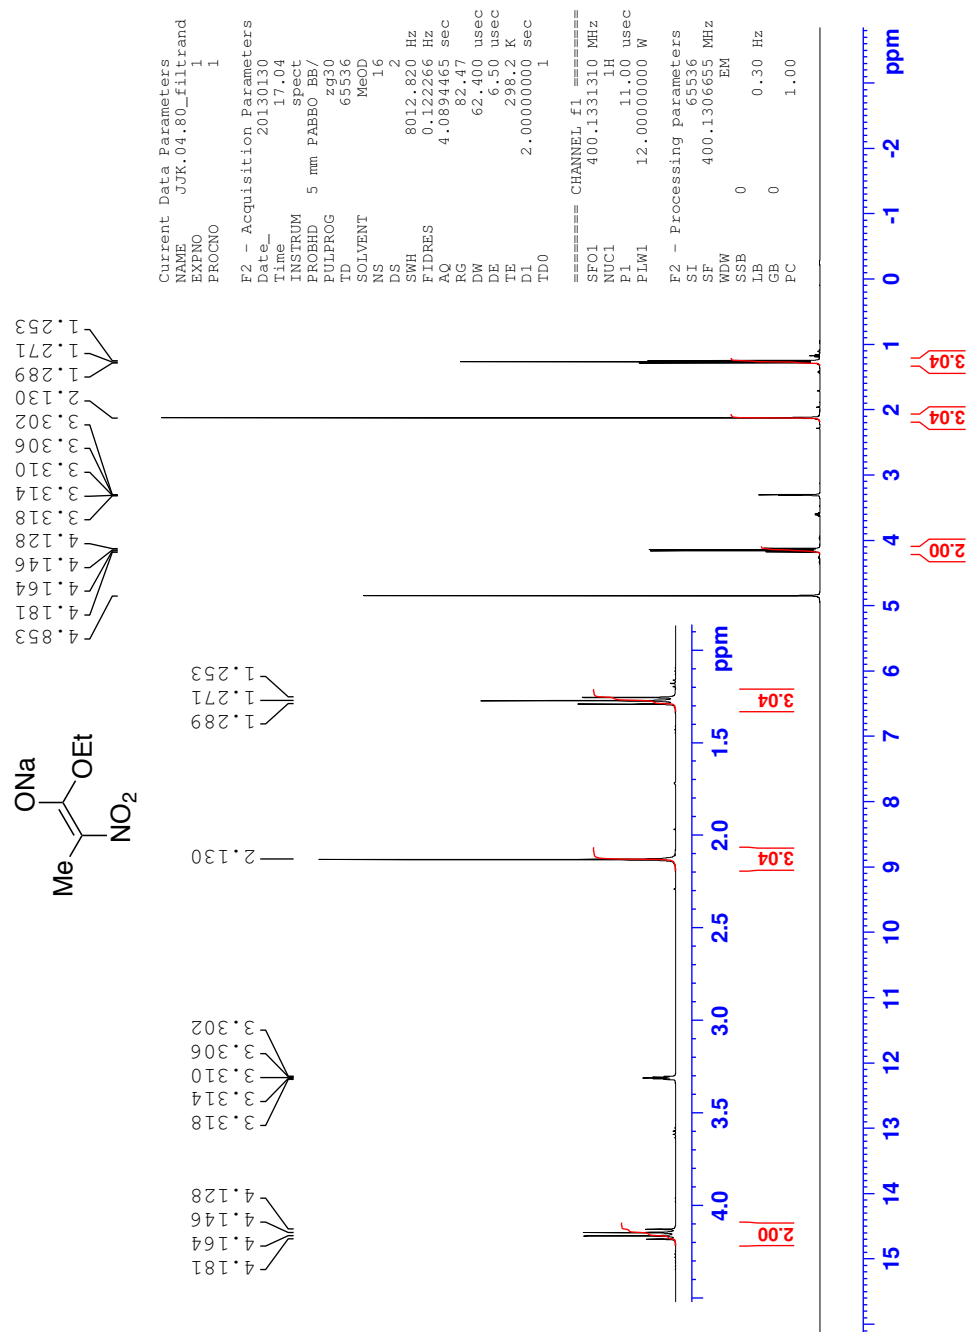 Current Data Parameters
NAME JJK.04.80_filtrand
EXPNO 1
PROCNO 1
F2 - Acquisition Parameters
Date_ 20130130
Time 17.04
INSTRUM spect
PROBHD 5 mm PABBO BB/
PULPROG zg30
TD 65536
SOLVENT MeOD
NS 16
DS 2
SWH 8012.820 Hz
FIDRES 0.122266 Hz
AQ 4.0894465 sec
RG 82.47
DW 62.400 usec
DE 6.50 usec
TE 298.2 K
D1 2.00000000 sec
TD0 1
======== CHANNEL f1 ========
SFO1 400.1331310 MHz
NUC1 1H
P1 11.00 usec
PLW1 12.00000000 W
F2 - Processing parameters
SI 65536
SF 400.1306655 MHz
WDW EM
SSB 0
LB 0.30 Hz
GB 0
PC 1.00
4.853
4.181
4.164
4.146
4.128
3.318
3.314
3.310
3.306
3.302
2.130
1.289
1.271
1.253
ONa
OEt
Me
NO2
4.181
4.164
4.146
4.128
3.318
3.314
3.310
3.306
3.302
2.130
1.289
1.271
1.253
4.0 3.5 3.0 2.5 2.0 1.5 ppm
2.00 3.04 3.04
15 14 13 12 11 10 9 8 7 6 5 4 3 2 1 0 -1 -2 ppm
2.00 3.04 3.04